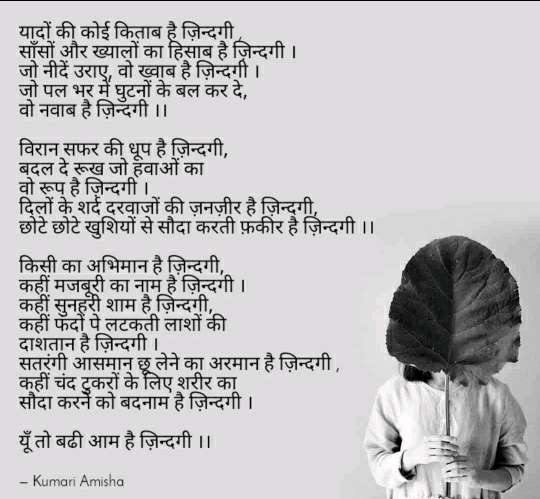 यादों की कोई किताब है ज़िन्दगी ,
साँसों और ख्यालों का हिसाब है ज़िन्दगी ।
जो नीदें उराए, वो ख्वाब है ज़िन्दगी ।
जो पल भर में घुटनों के बल कर दे,
वो नवाब है ज़िन्दगी ।।
विरान सफर की धूप है ज़िन्दगी,
बदल दे रूख जो हवाओं का
वो रूप है ज़िन्दगी ।
दिलों के शर्द दरवाजों की ज़नज़ीर है ज़िन्दगी,
छोटे छोटे खुशियों से सौदा करती फ़कीर है ज़िन्दगी ।।
किसी का अभिमान है ज़िन्दगी,
कहीं मजबूरी का नाम है ज़िन्दगी ।
कहीं सुनहरी शाम है ज़िन्दगी,
कहीं फंदों पे लटकती लाशों की
दाशतान है ज़िन्दगी ।
सतरंगी आसमान छू लेने का अरमान है ज़िन्दगी ,
कहीं चंद टुकरों के लिए शरीर का
सौदा करने को बदनाम है ज़िन्दगी ।
यूँ तो बढी आम है ज़िन्दगी ।।
– Kumari Amisha